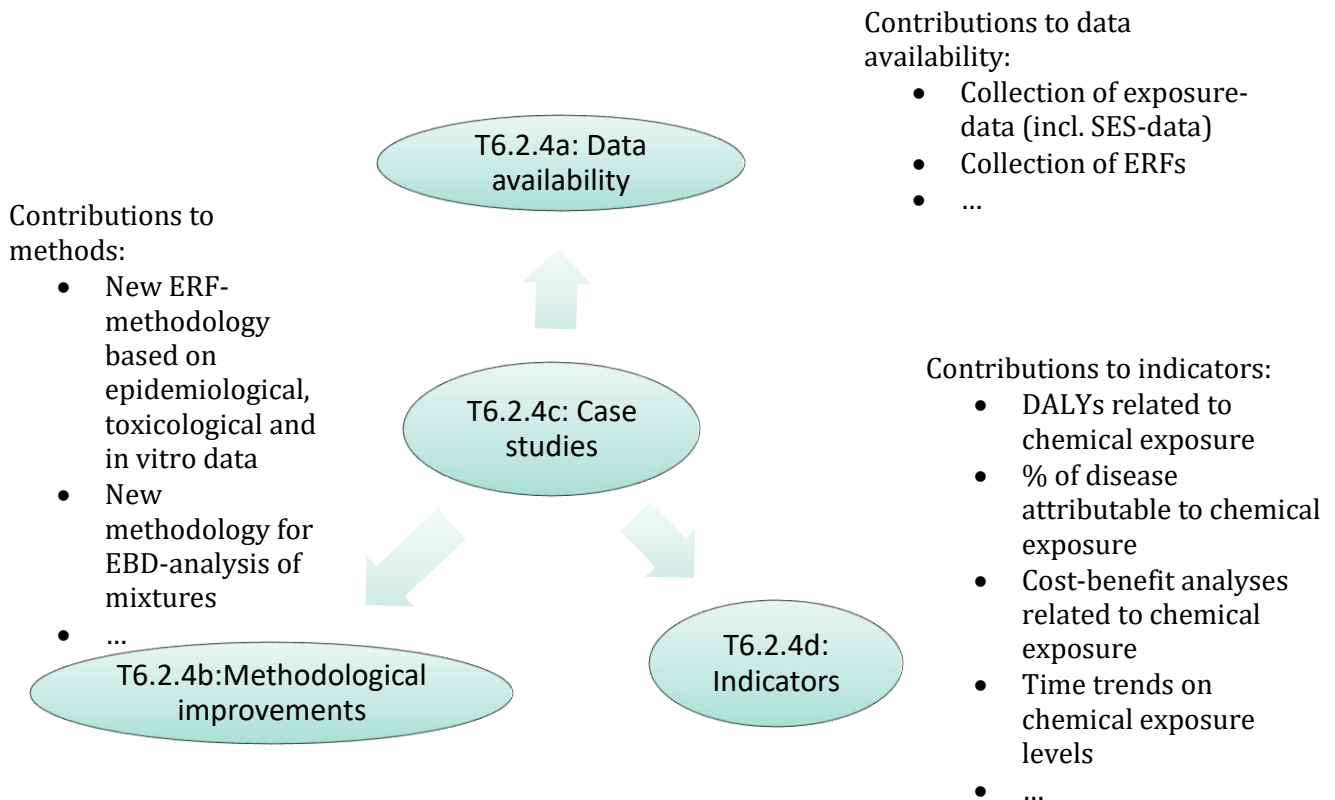 Contributions to data
availability:
• Collection of exposure-
data (incl. SES-data)
• Collection of ERFs
• ...
T6.2.4a: Data
availability
Contributions to
methods:
• New ERF-
methodology
based on
epidemiological,
toxicological and
in vitro data
• New
methodology for
EBD-analysis of
mixtures
• ...
T6.2.4c: Case
studies
Contributions to indicators:
• DALYs related to
chemical exposure
• % of disease
attributable to chemical
exposure
• Cost-benefit analyses
related to chemical
exposure
• Time trends on
chemical exposure
levels
• ...
T6.2.4b:Methodological
improvements
T6.2.4d:
Indicators